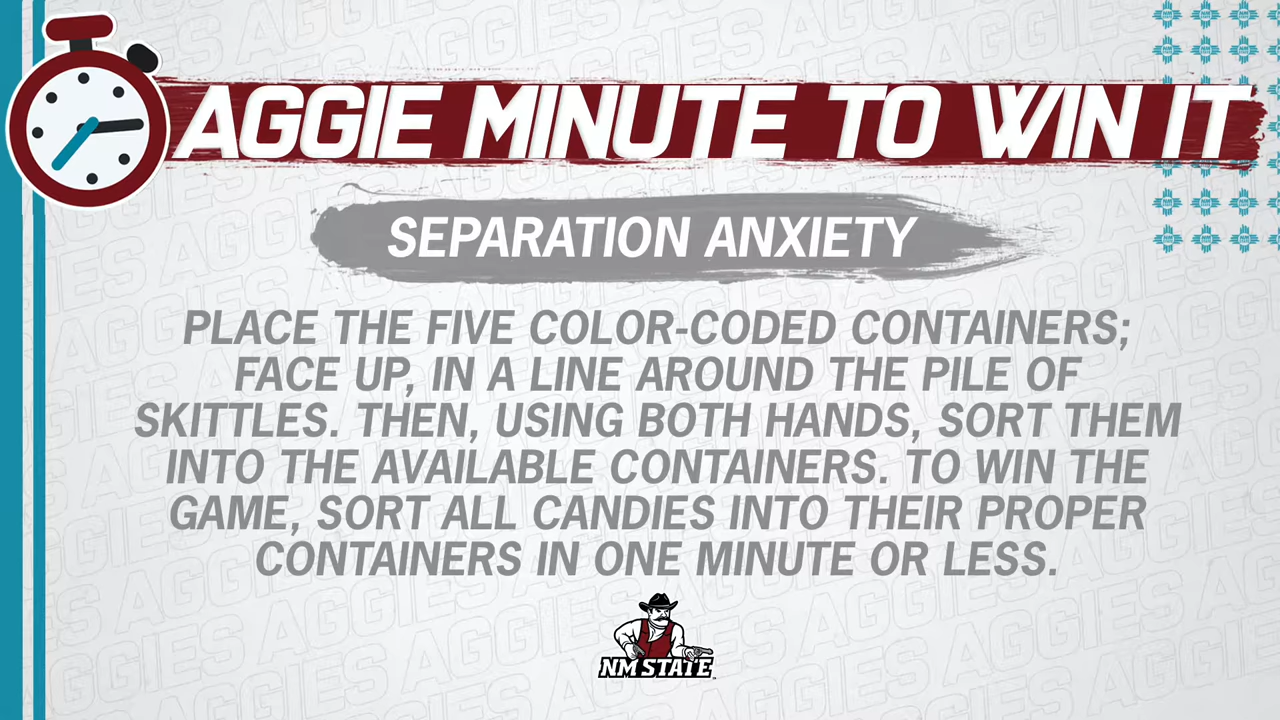 AGGIE MINUTE TO WIN IT
SEPARATION ANXIETY
PLACE THE FIVE COLOR-CODED CONTAINERS;
FACE UP, IN A LINE AROUND THE PILE OF
SKITTLES. THEN, USING BOTH HANDS, SORT THEM
INTO THE AVAILABLE CONTAINERS. TO WIN THE
GAME, SORT ALL CANDIES INTO THEIR PROPER
CONTAINERS IN ONE MINUTE OR LESS.
NM STATE